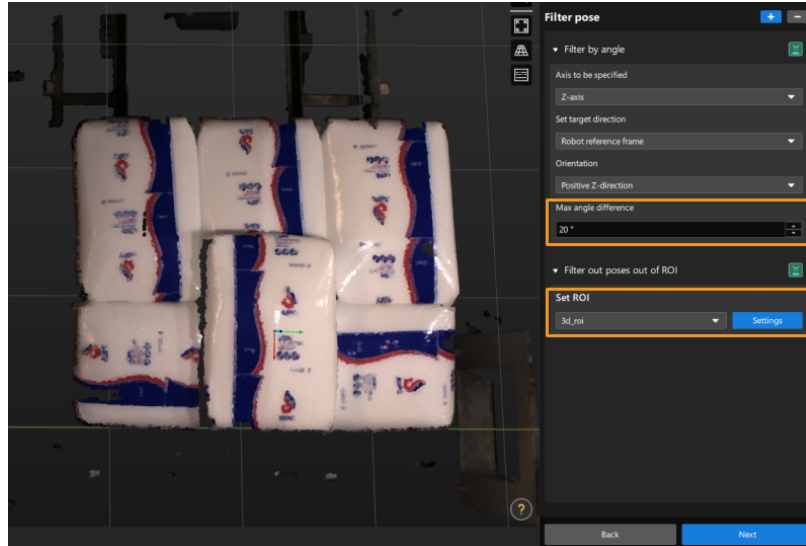 Filter pose
Filter by angle
Axis to be specified
Z-axis
Set target direction
Robot reference frame
Orientation
Positive Z-direction
Max angle difference
20 °
Filter out poses out of ROI
Set ROI
3d_roi
Settings
?
Back
Next